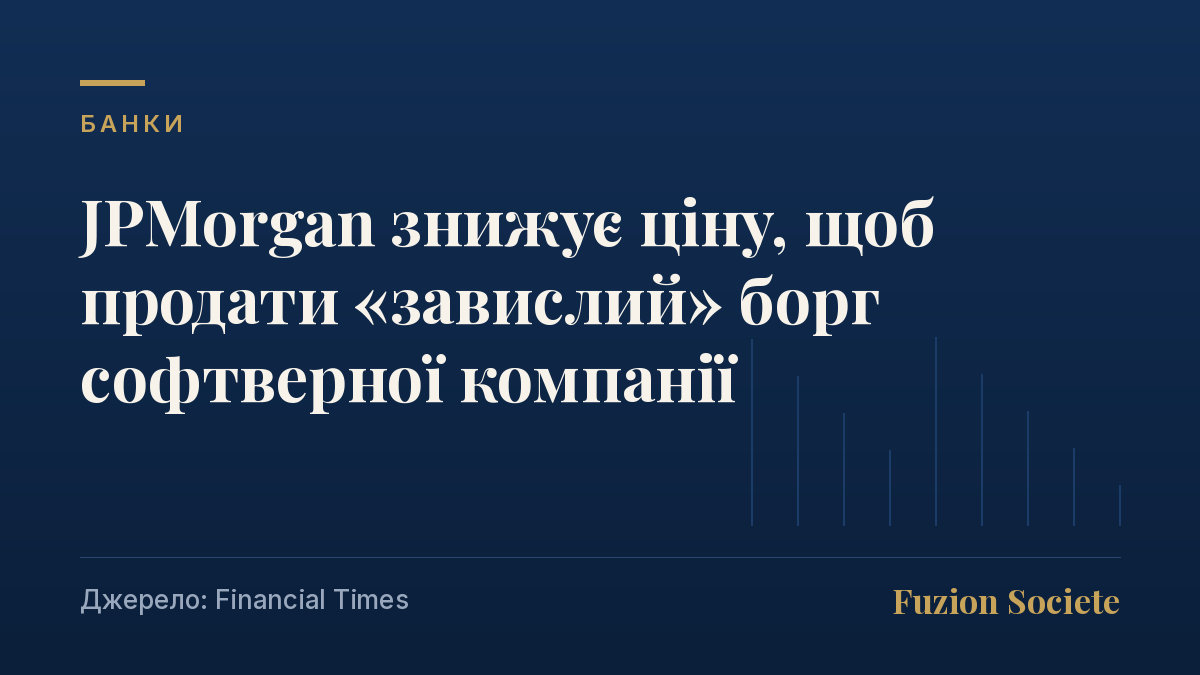 БАНКИ
JPMorgan знижує ціну, щоб
продати «завислий» борг
софтверної компанії
Джерело: Financial Times
Fuzion Societe